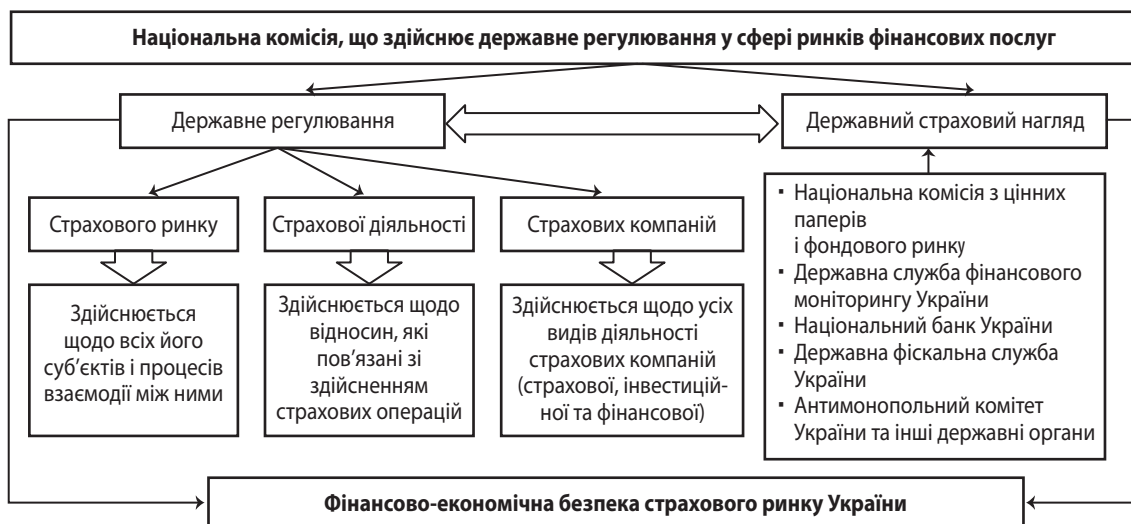 Національна комісія, що здійснює державне регулювання у сфері ринків фінансових послуг
Державне регулювання
Державний страховий нагляд
Страхового ринку
Страхової діяльності
Страхових компаній
Здійснюється
щодо всіх його
суб’єктів і процесів
взаємодії між ними
Здійснюється щодо
відносин, які
пов’язані зі
здійсненням
страхових операцій
Здійснюється щодо усіх
видів діяльності
страхових компаній
(страхової, інвестицій-
ної та фінансової)
▪ Національна комісія з цінних
паперів
і фондового ринку
▪ Державна служба фінансового
моніторингу України
▪ Національний банк України
▪ Державна фіскальна служба
України
▪ Антимонопольний комітет
України та інші державні органи
Фінансово-економічна безпека страхового ринку України